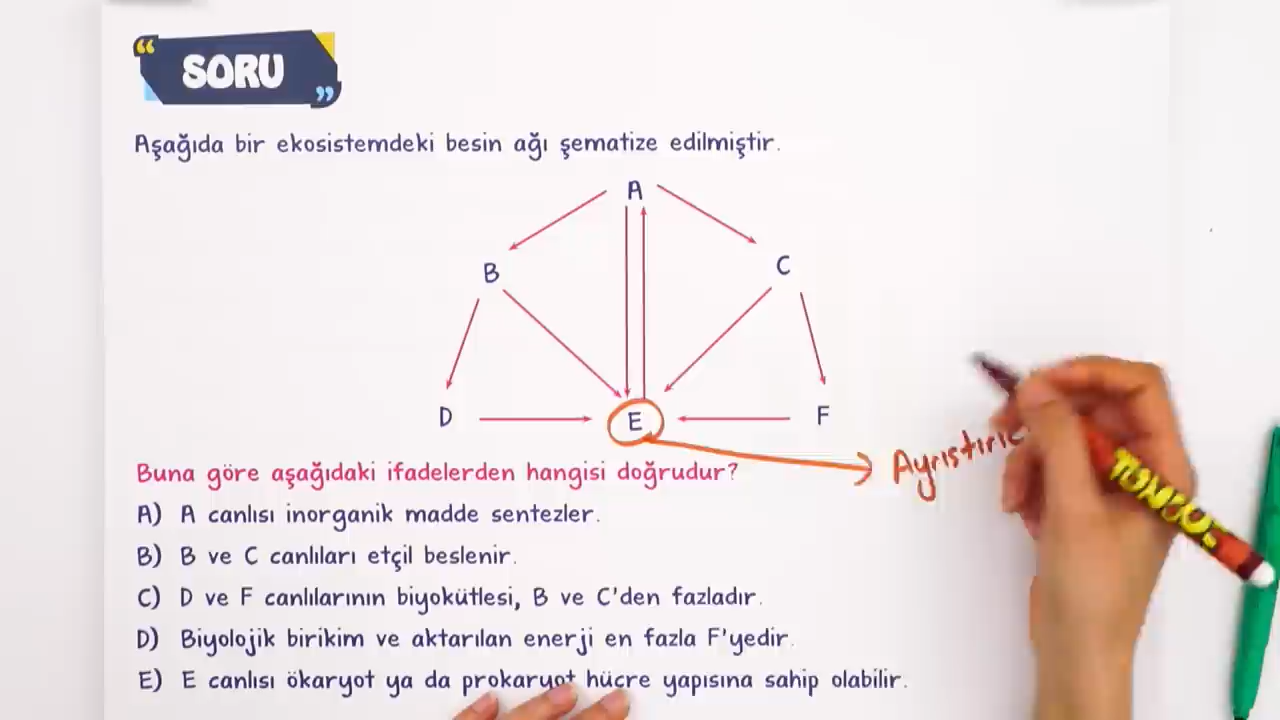 SORU
Aşağıda bir ekosistemdeki besin ağı şematize edilmiştir.
A
B
C
D
E
F
Ayrıştırıc
Buna göre aşağıdaki ifadelerden hangisi doğrudur?
A) A canlısı inorganik madde sentezler.
B) B ve C canlıları etçil beslenir.
C) D ve F canlılarının biyokütlesi, B ve C'den fazladır.
D) Biyolojik birikim ve aktarılan enerji en fazla F'yedir.
E) E canlısı ökaryot ya da prokaryot hücre yapısına sahip olabilir.